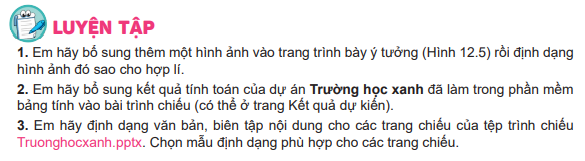 LUYỆN TẬP
1. Em hãy bổ sung thêm một hình ảnh vào trang trình bày ý tưởng (Hình 12.5) rồi định dạng
hình ảnh đó sao cho hợp lí.
2. Em hãy bổ sung kết quả tính toán của dự án Trường học xanh đã làm trong phần mềm
bảng tính vào bài trình chiếu (có thể ở trang Kết quả dự kiến).
3. Em hãy định dạng văn bản, biên tập nội dung cho các trang chiếu của tệp trình chiếu
Truonghocxanh.pptx. Chọn mẫu định dạng phù hợp cho các trang chiếu.